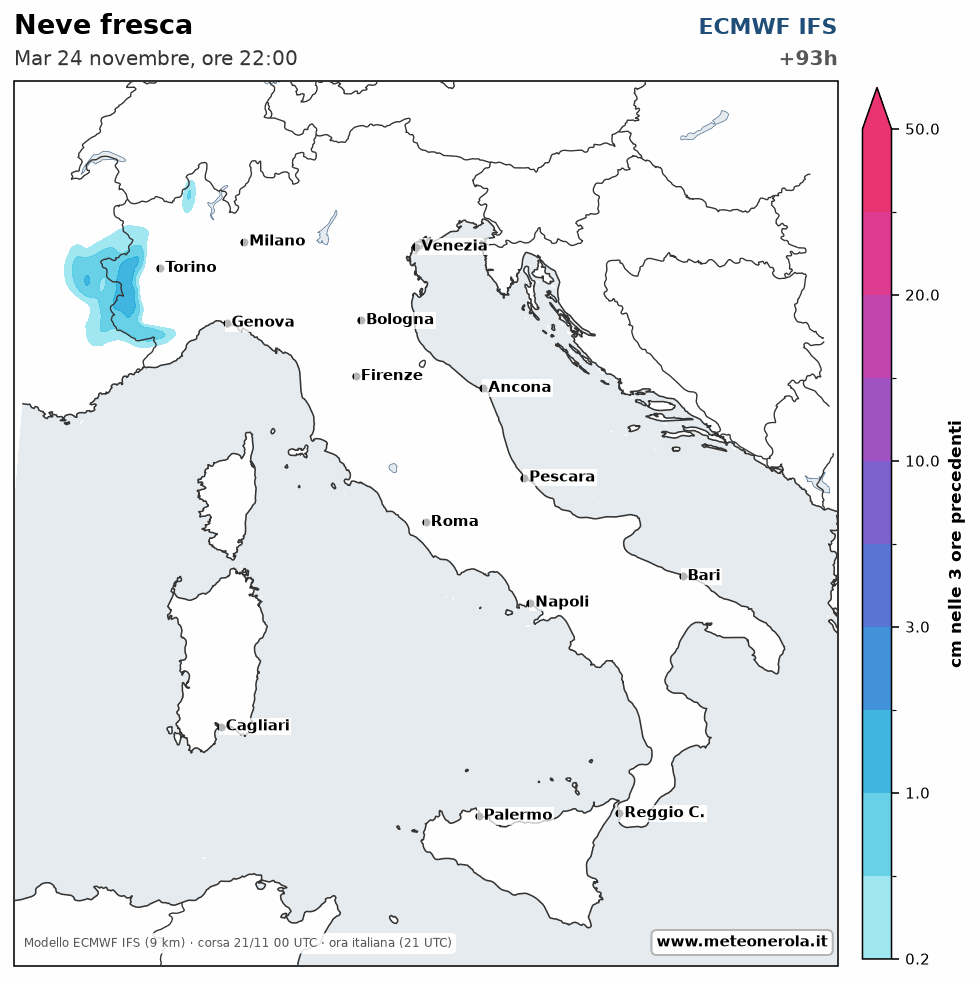 Neve fresca
ECMWF IFS
Mar 24 novembre, ore 22:00
+93h
Milano
Venezia
Torino
Genova
Bologna
Firenze
Ancona
Pescara
Roma
Bari
Napoli
Cagliari
Palermo
Reggio C.
50.0
20.0
10.0
3.0
1.0
0.2
cm nelle 3 ore precedenti
Modello ECMWF IFS (9 km) · corsa 21/11 00 UTC · ora italiana (21 UTC)
www.meteonerola.it